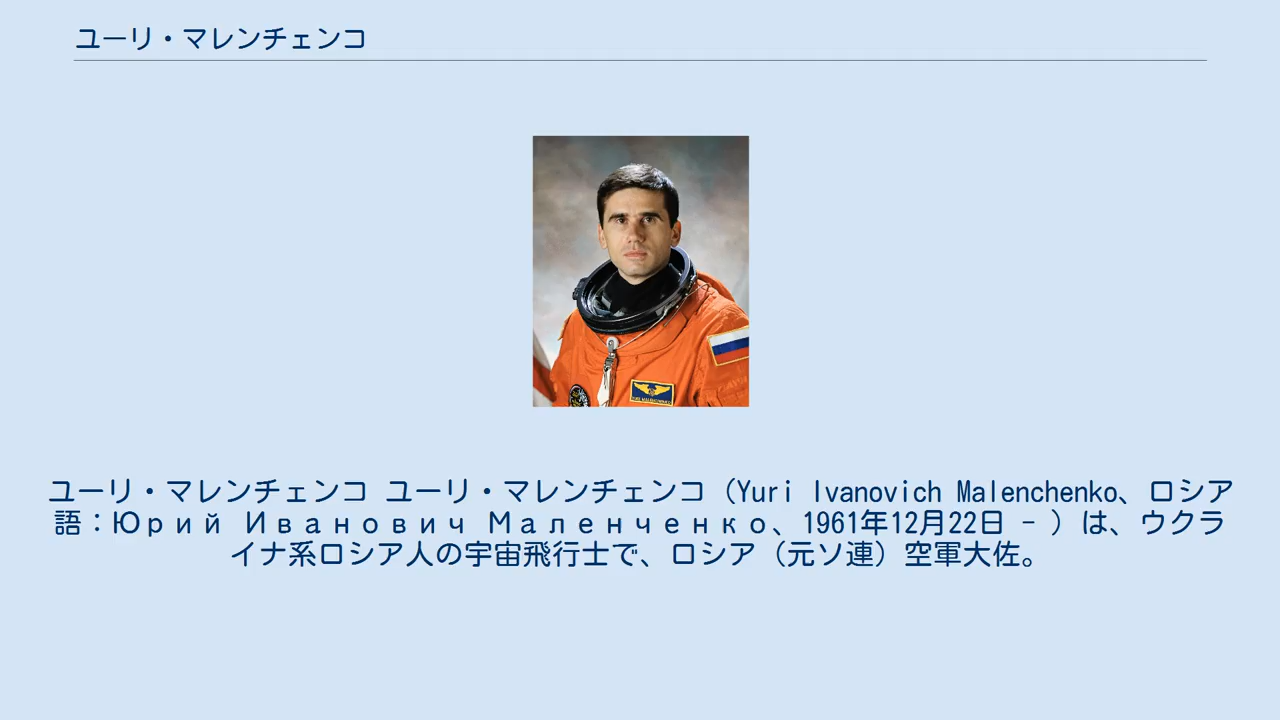 ユーリ・マレンチェンコ
ユーリ・マレンチェンコ ユーリ・マレンチェンコ（Yuri Ivanovich Malenchenko、ロシア
語：Юрий Иванович Маленченко、1961年12月22日 - ）は、ウクラ
イナ系ロシア人の宇宙飛行士で、ロシア（元ソ連）空軍大佐。